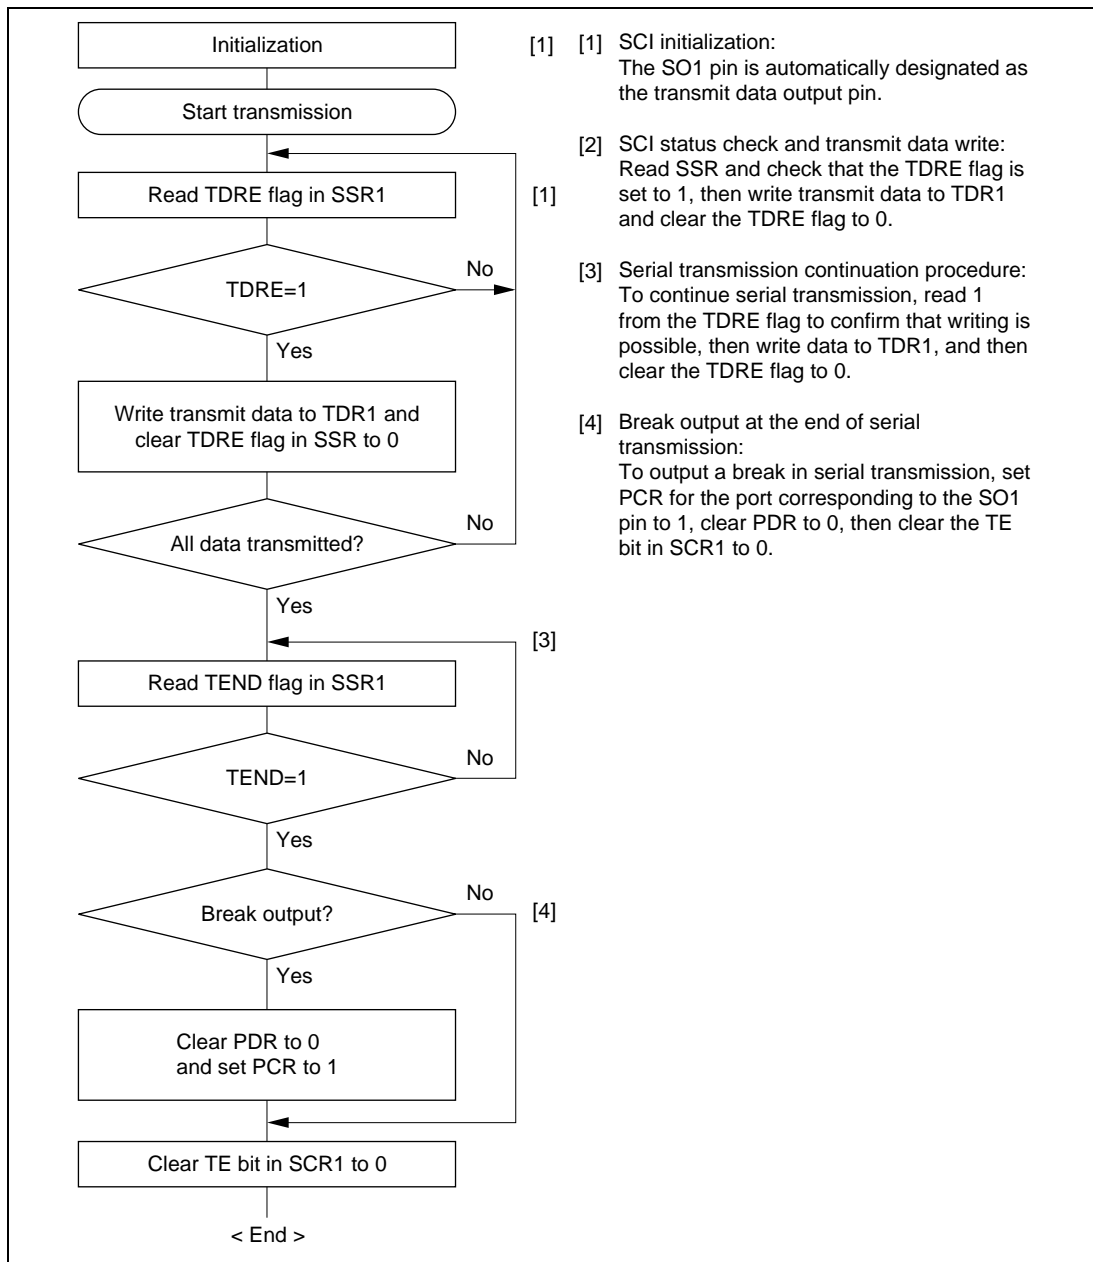 Initialization
[1]
Start transmission
Read TDRE flag in SSR1
[1]
TDRE=1
No
Yes
Write transmit data to TDR1 and
clear TDRE flag in SSR to 0
All data transmitted?
No
Yes
[3]
Read TEND flag in SSR1
TEND=1
No
Yes
Break output?
No
[4]
Yes
Clear PDR to 0
and set PCR to 1
Clear TE bit in SCR1 to 0
< End >
[1] SCI initialization:
The SO1 pin is automatically designated as
the transmit data output pin.
[2] SCI status check and transmit data write:
Read SSR and check that the TDRE flag is
set to 1, then write transmit data to TDR1
and clear the TDRE flag to 0.
[3] Serial transmission continuation procedure:
To continue serial transmission, read 1
from the TDRE flag to confirm that writing is
possible, then write data to TDR1, and then
clear the TDRE flag to 0.
[4] Break output at the end of serial
transmission:
To output a break in serial transmission, set
PCR for the port corresponding to the SO1
pin to 1, clear PDR to 0, then clear the TE
bit in SCR1 to 0.